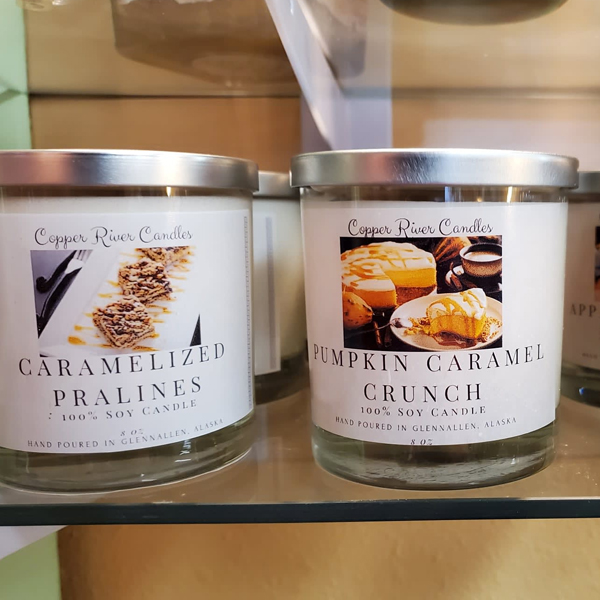 Copper River Candles
CARAMELIZED
PRALINES
: 100% SOY CANDLE
8 OZ
HAND POURED IN GLENNALLEN, ALASKA
Copper River Candles
PUMPKIN CARAMEL
CRUNCH
100% SOY CANDLE
HAND POURED IN GLENNALLEN, ALASKA
8 OZ
APP